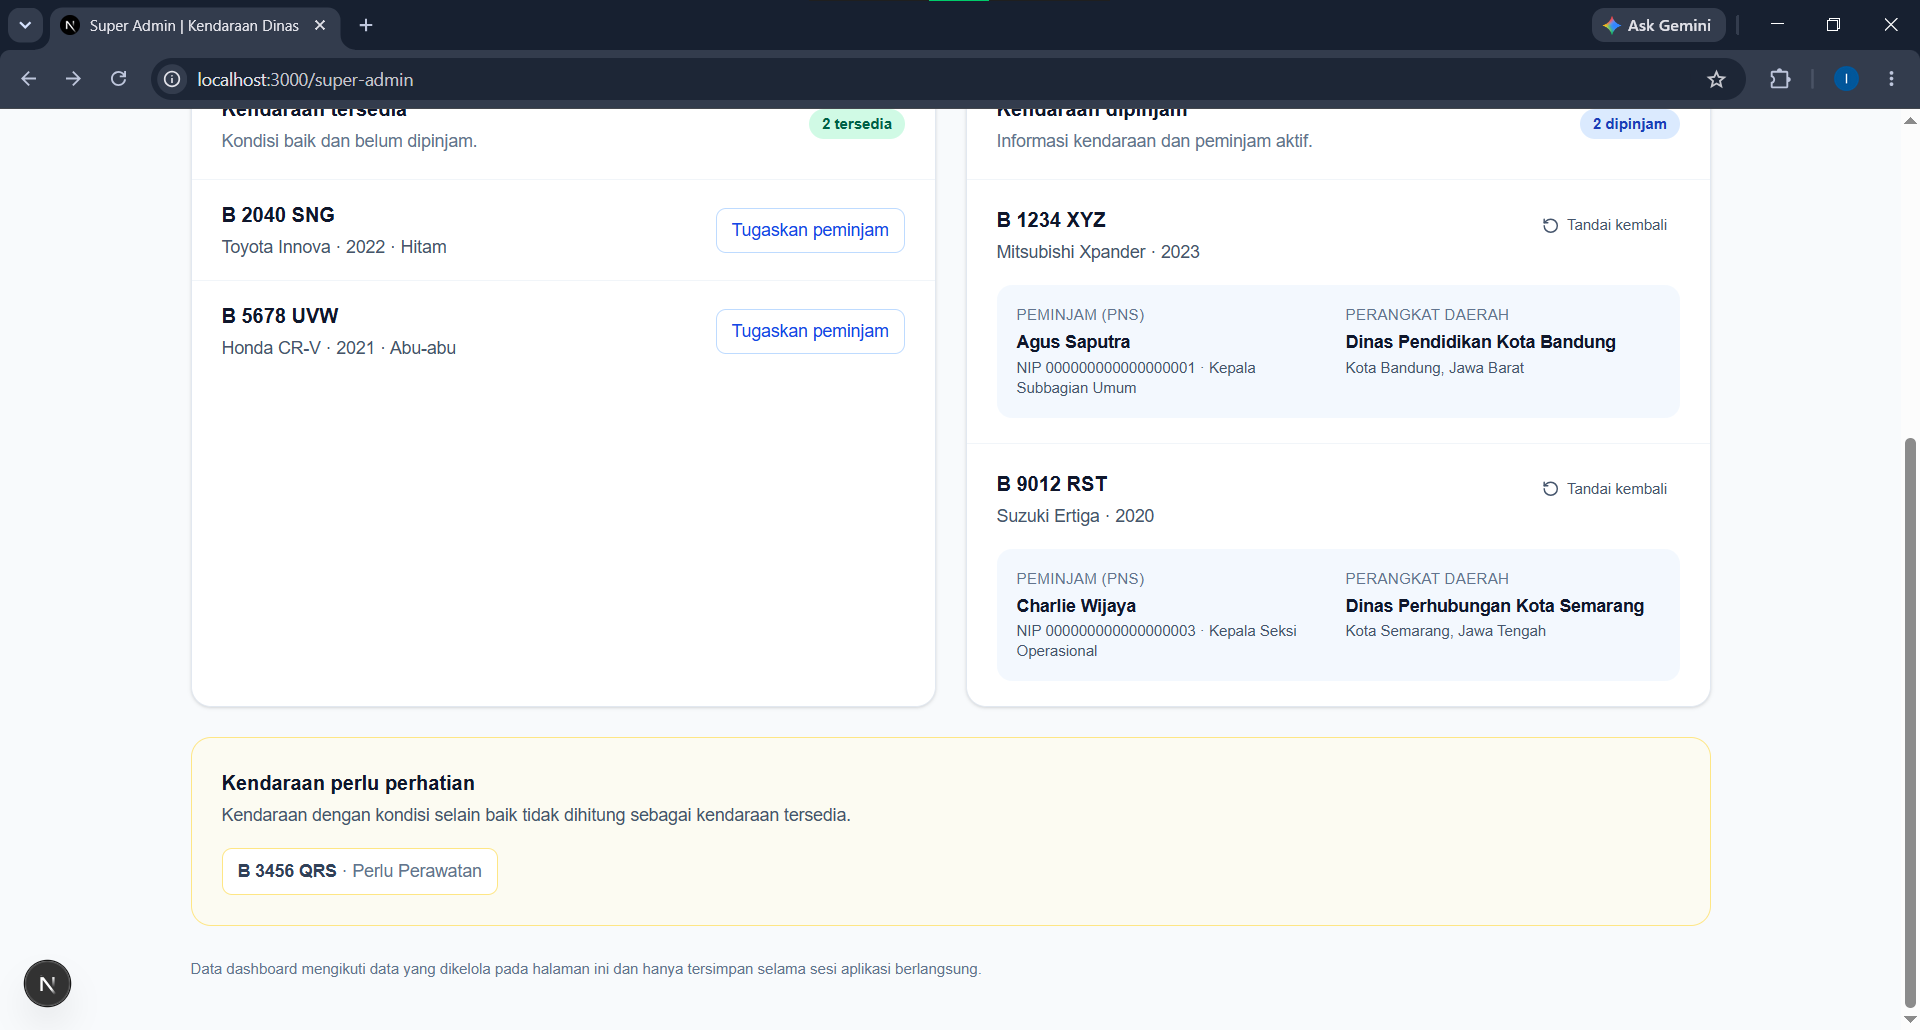 Super Admin | Kendaraan Dinas
Ask Gemini
localhost:3000/super-admin
I
Kendaraan tersedia
2 tersedia
Kondisi baik dan belum dipinjam.
B 2040 SNG
Toyota Innova · 2022 · Hitam
Tugaskan peminjam
B 5678 UVW
Honda CR-V · 2021 · Abu-abu
Tugaskan peminjam
Kendaraan dipinjam
2 dipinjam
Informasi kendaraan dan peminjam aktif.
B 1234 XYZ
Tandai kembali
Mitsubishi Xpander · 2023
PEMINJAM (PNS)
Agus Saputra
NIP 000000000000000001 · Kepala
Subbagian Umum
PERANGKAT DAERAH
Dinas Pendidikan Kota Bandung
Kota Bandung, Jawa Barat
B 9012 RST
Tandai kembali
Suzuki Ertiga · 2020
PEMINJAM (PNS)
Charlie Wijaya
NIP 000000000000000003 · Kepala Seksi
Operasional
PERANGKAT DAERAH
Dinas Perhubungan Kota Semarang
Kota Semarang, Jawa Tengah
Kendaraan perlu perhatian
Kendaraan dengan kondisi selain baik tidak dihitung sebagai kendaraan tersedia.
B 3456 QRS · Perlu Perawatan
Data dashboard mengikuti data yang dikelola pada halaman ini dan hanya tersimpan selama sesi aplikasi berlangsung.
N